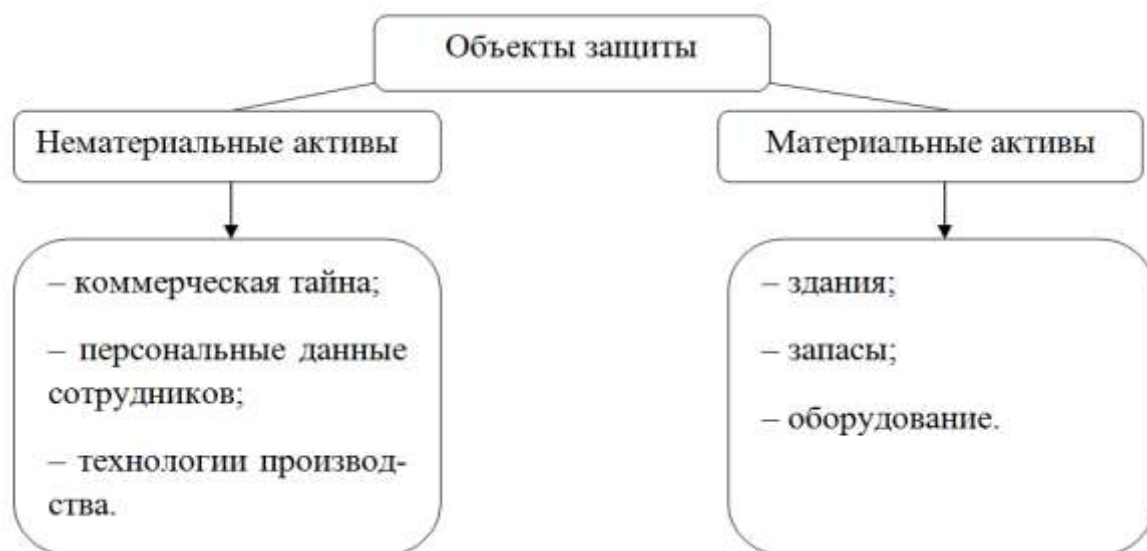 Объекты защиты
Нематериальные активы
Материальные активы
– коммерческая тайна;
– персональные данные
сотрудников;
– технологии производ-
ства.
– здания;
– запасы;
– оборудование.